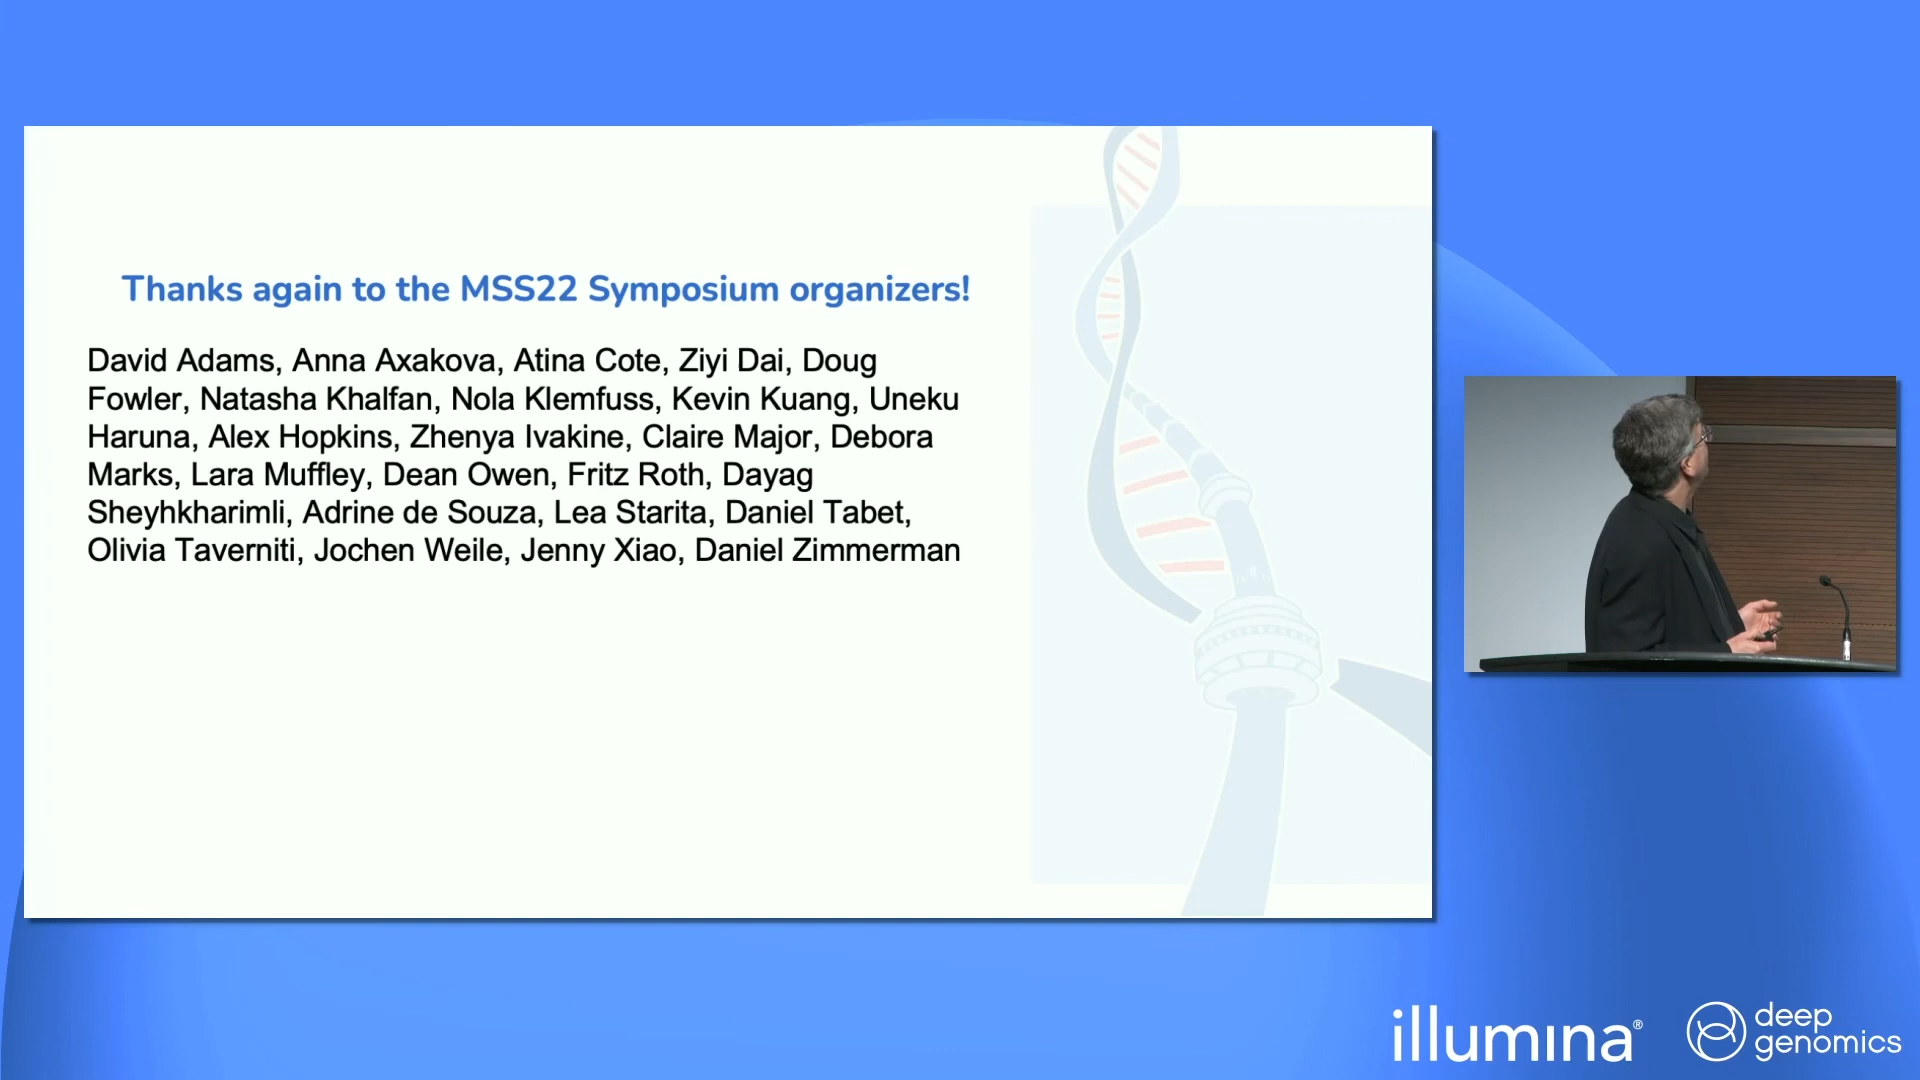 Thanks again to the MSS22 Symposium organizers!
David Adams, Anna Axakova, Atina Cote, Ziyi Dai, Doug
Fowler, Natasha Khalfan, Nola Klemfuss, Kevin Kuang, Uneku
Haruna, Alex Hopkins, Zhenya Ivakine, Claire Major, Debora
Marks, Lara Muffley, Dean Owen, Fritz Roth, Dayag
Sheyhkharimli, Adrine de Souza, Lea Starita, Daniel Tabet,
Olivia Taverniti, Jochen Weile, Jenny Xiao, Daniel Zimmerman
illumina®
deep
genomics